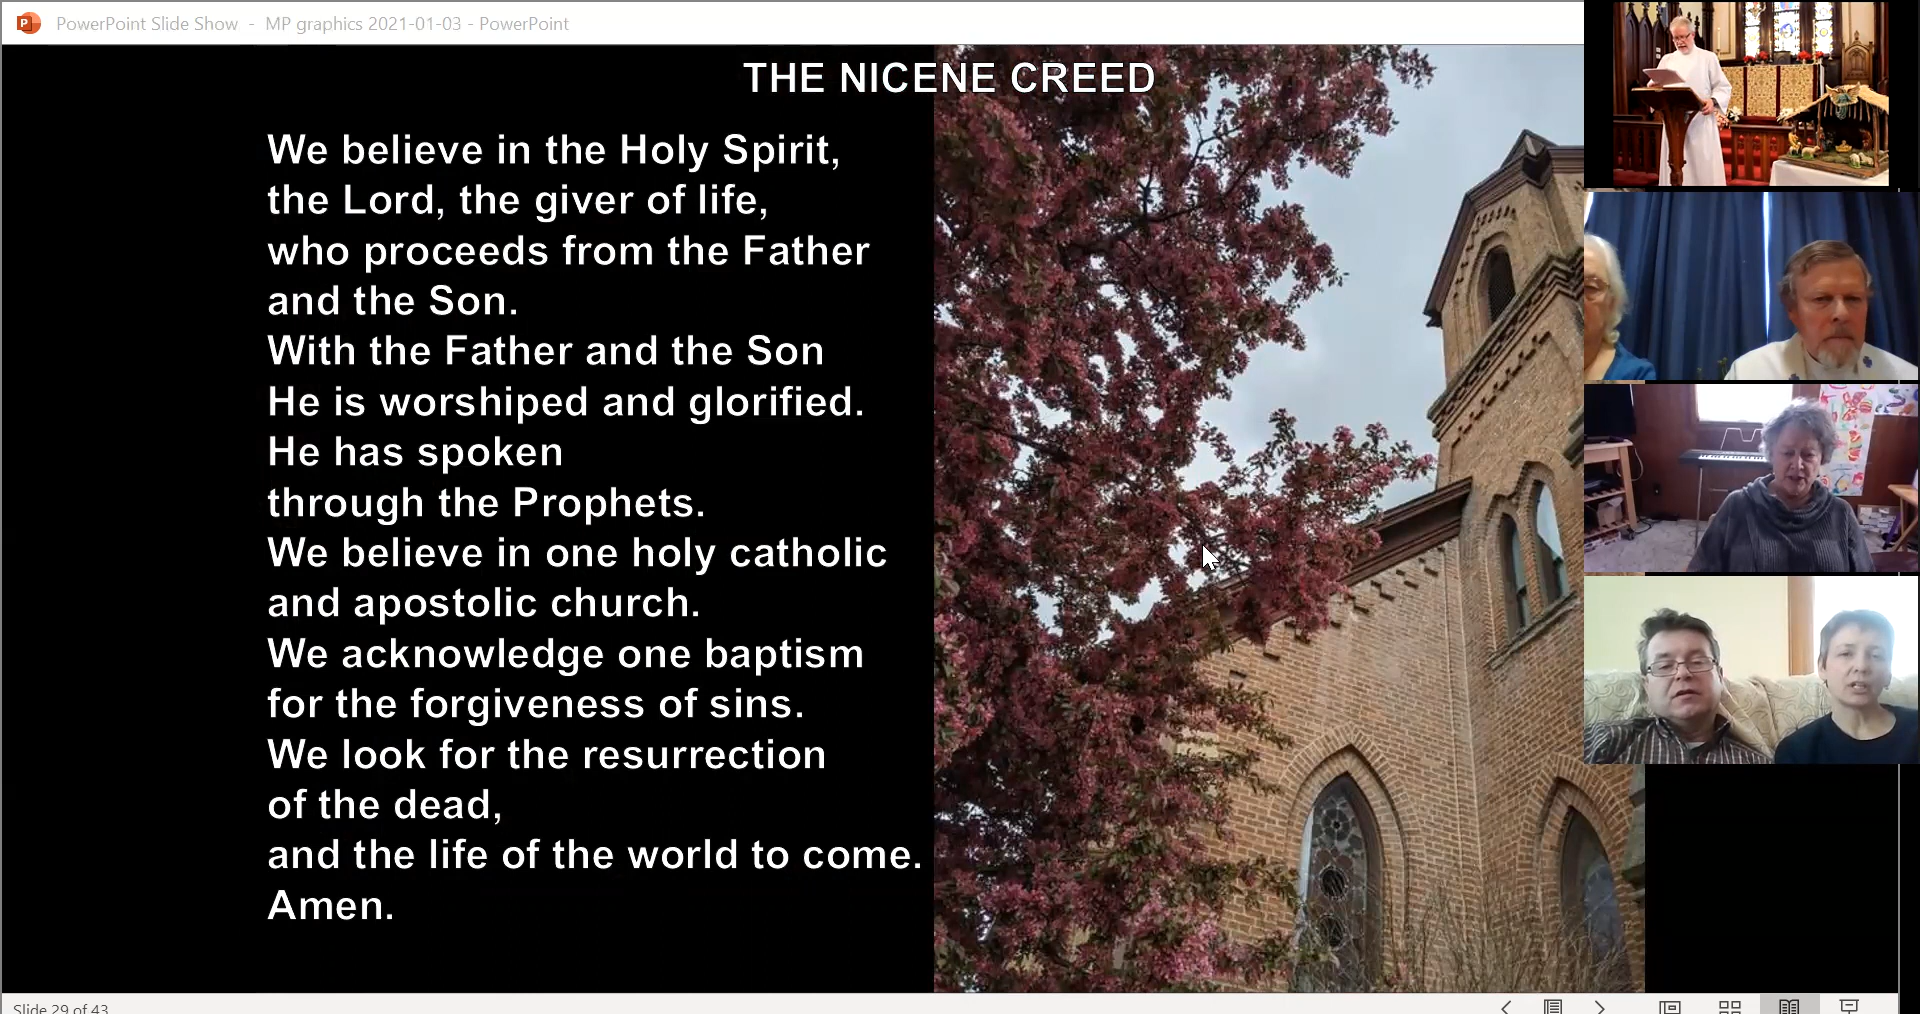 PowerPoint Slide Show - MP graphics 2021-01-03 - PowerPoint
THE NICENE CREED
We believe in the Holy Spirit,
the Lord, the giver of life,
who proceeds from the Father
and the Son.
With the Father and the Son
He is worshiped and glorified.
He has spoken
through the Prophets.
We believe in one holy catholic
and apostolic church.
We acknowledge one baptism
for the forgiveness of sins.
We look for the resurrection
of the dead,
and the life of the world to come.
Amen.
Slide 29 of 43